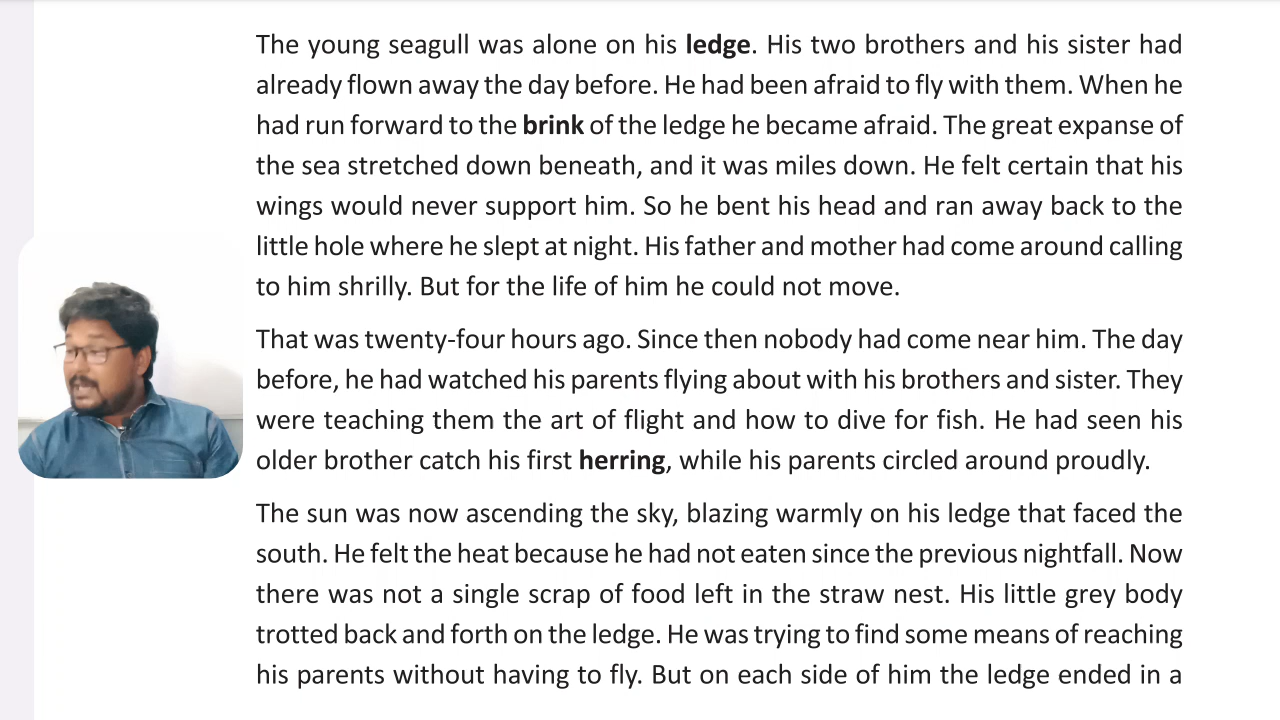 The young seagull was alone on his ledge. His two brothers and his sister had
already flown away the day before. He had been afraid to fly with them. When he
had run forward to the brink of the ledge he became afraid. The great expanse of
the sea stretched down beneath, and it was miles down. He felt certain that his
wings would never support him. So he bent his head and ran away back to the
little hole where he slept at night. His father and mother had come around calling
to him shrilly. But for the life of him he could not move.
That was twenty-four hours ago. Since then nobody had come near him. The day
before, he had watched his parents flying about with his brothers and sister. They
were teaching them the art of flight and how to dive for fish. He had seen his
older brother catch his first herring, while his parents circled around proudly.
The sun was now ascending the sky, blazing warmly on his ledge that faced the
south. He felt the heat because he had not eaten since the previous nightfall. Now
there was not a single scrap of food left in the straw nest. His little grey body
trotted back and forth on the ledge. He was trying to find some means of reaching
his parents without having to fly. But on each side of him the ledge ended in a